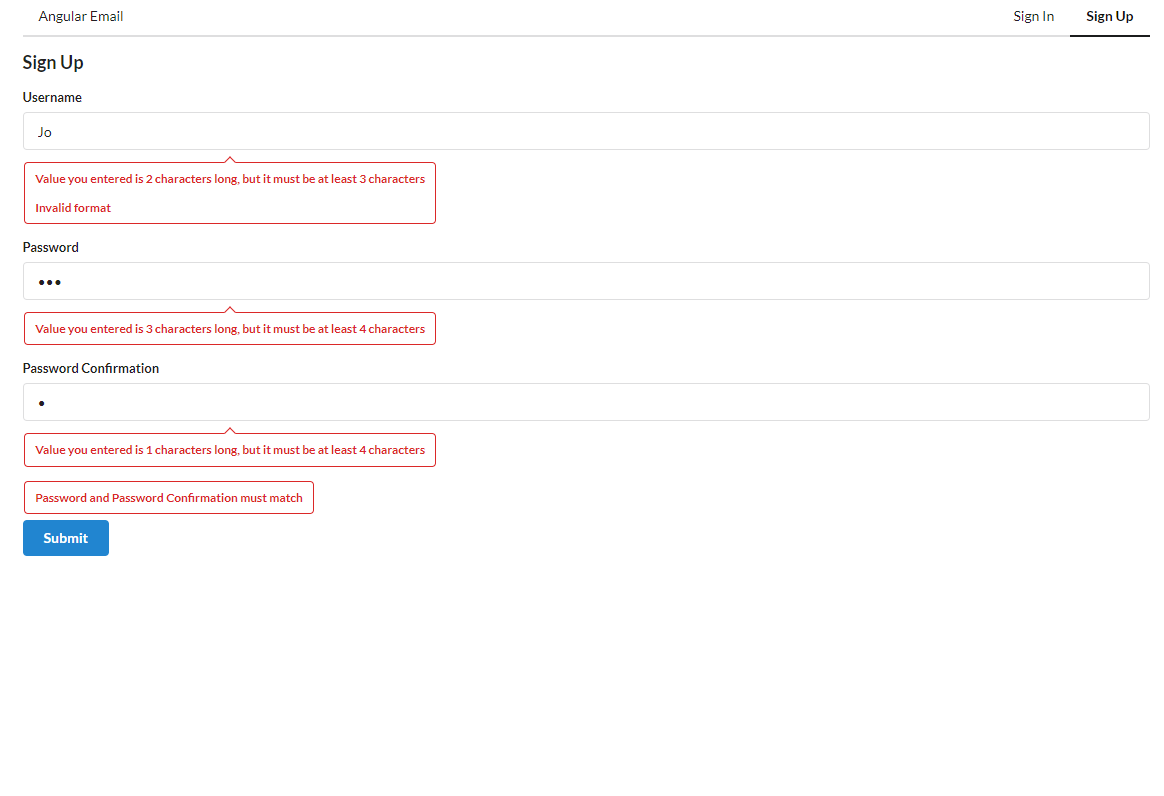 Angular Email
Sign In
Sign Up
Sign Up
Username
Jo
Value you entered is 2 characters long, but it must be at least 3 characters
Invalid format
Password
•••
Value you entered is 3 characters long, but it must be at least 4 characters
Password Confirmation
•
Value you entered is 1 characters long, but it must be at least 4 characters
Password and Password Confirmation must match
Submit